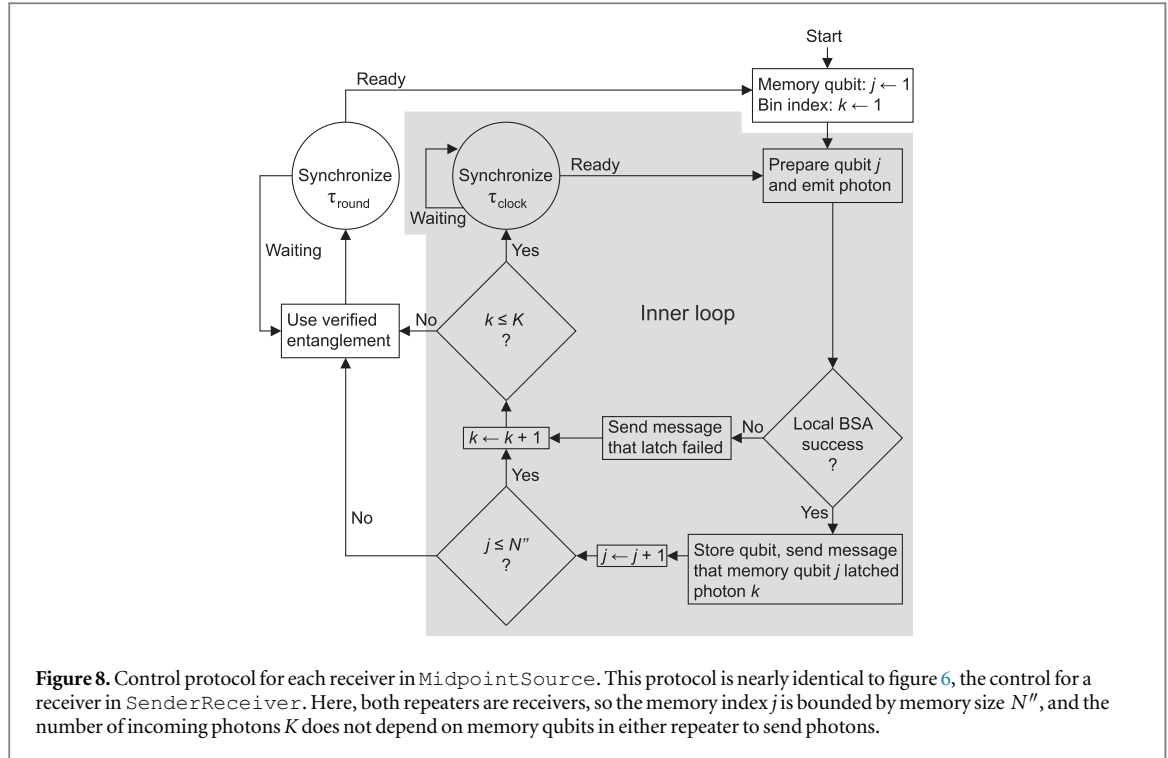 Start
Ready
Memory qubit: j ← 1
Bin index: k ← 1
Synchronize
τround
Synchronize
τclock
Ready
Prepare qubit j
and emit photon
Waiting
Waiting
Yes
Use verified
entanglement
No
k ≤ K
?
Inner loop
k ← k + 1
Send message
that latch failed
No
Local BSA
success
?
Yes
Yes
No
j ≤ N”
?
j ← j + 1
Store qubit, send message
that memory qubit j latched
photon k
Figure 8. Control protocol for each receiver in MidpointSource. This protocol is nearly identical to figure 6, the control for a
receiver in SenderReceiver. Here, both repeaters are receivers, so the memory index j is bounded by memory size N″, and the
number of incoming photons K does not depend on memory qubits in either repeater to send photons.